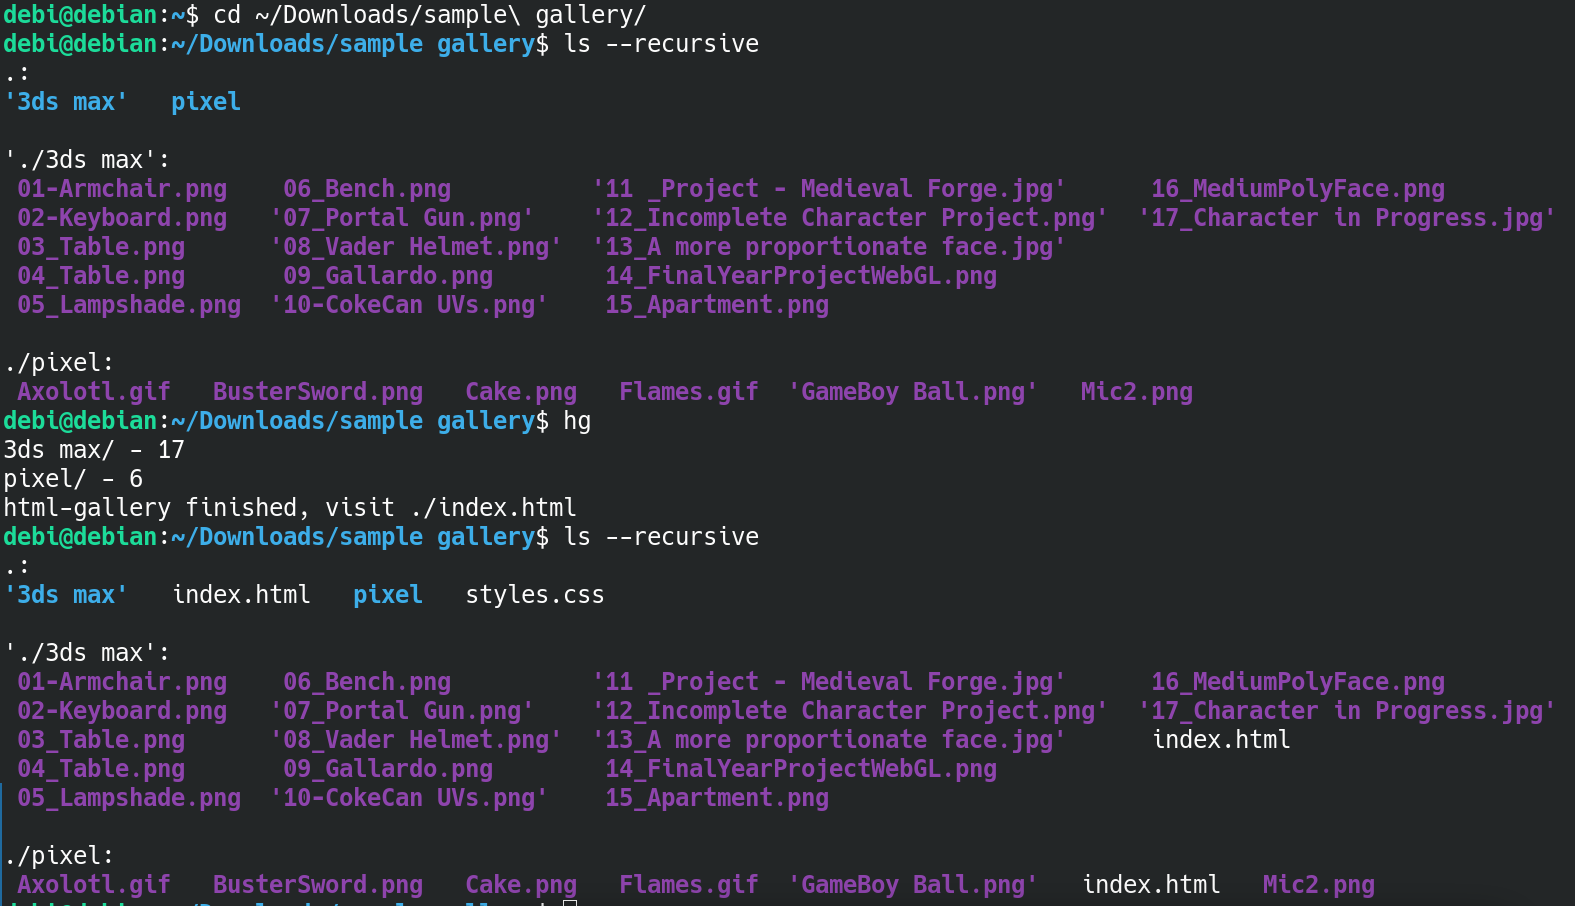 debi@debian:~$ cd ~/Downloads/sample\ gallery/
debi@debian:~/Downloads/sample gallery$ ls --recursive
.:
'3ds max'   pixel
'./3ds max':
 01-Armchair.png    06_Bench.png          '11 _Project - Medieval Forge.jpg'      16_MediumPolyFace.png
 02-Keyboard.png   '07_Portal Gun.png'    '12_Incomplete Character Project.png'  '17_Character in Progress.jpg'
 03_Table.png      '08_Vader Helmet.png'  '13_A more proportionate face.jpg'
 04_Table.png       09_Gallardo.png        14_FinalYearProjectWebGL.png
 05_Lampshade.png  '10-CokeCan UVs.png'    15_Apartment.png
./pixel:
 Axolotl.gif   BusterSword.png   Cake.png   Flames.gif  'GameBoy Ball.png'   Mic2.png
debi@debian:~/Downloads/sample gallery$ hg
3ds max/ - 17
pixel/ - 6
html-gallery finished, visit ./index.html
debi@debian:~/Downloads/sample gallery$ ls --recursive
.:
'3ds max'   index.html   pixel   styles.css
'./3ds max':
 01-Armchair.png    06_Bench.png          '11 _Project - Medieval Forge.jpg'      16_MediumPolyFace.png
 02-Keyboard.png   '07_Portal Gun.png'    '12_Incomplete Character Project.png'  '17_Character in Progress.jpg'
 03_Table.png      '08_Vader Helmet.png'  '13_A more proportionate face.jpg'      index.html
 04_Table.png       09_Gallardo.png        14_FinalYearProjectWebGL.png
 05_Lampshade.png  '10-CokeCan UVs.png'    15_Apartment.png
./pixel:
 Axolotl.gif   BusterSword.png   Cake.png   Flames.gif  'GameBoy Ball.png'   index.html   Mic2.png